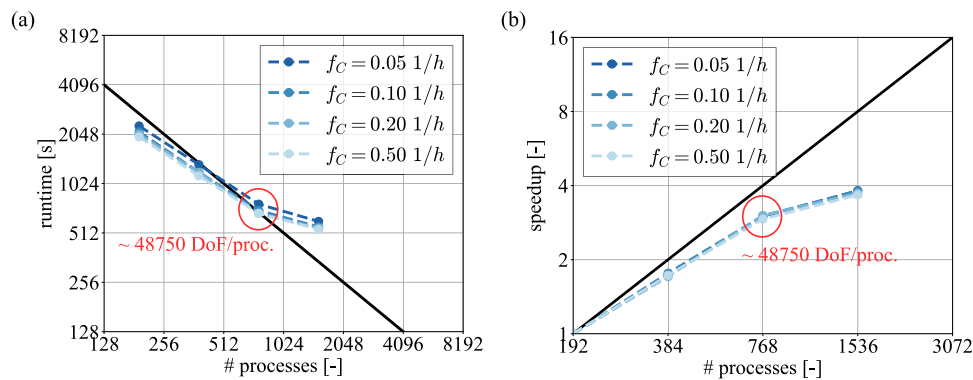 (a)
8192
4096
2048
1024
512
256
128
runtime [s]
f_C = 0.05 1/h
f_C = 0.10 1/h
f_C = 0.20 1/h
f_C = 0.50 1/h
~ 48750 DoF/proc.
128 256 512 1024 2048 4096 8192
# processes [-]
(b)
16
8
4
2
1
speedup [-]
f_C = 0.05 1/h
f_C = 0.10 1/h
f_C = 0.20 1/h
f_C = 0.50 1/h
~ 48750 DoF/proc.
192 384 768 1536 3072
# processes [-]